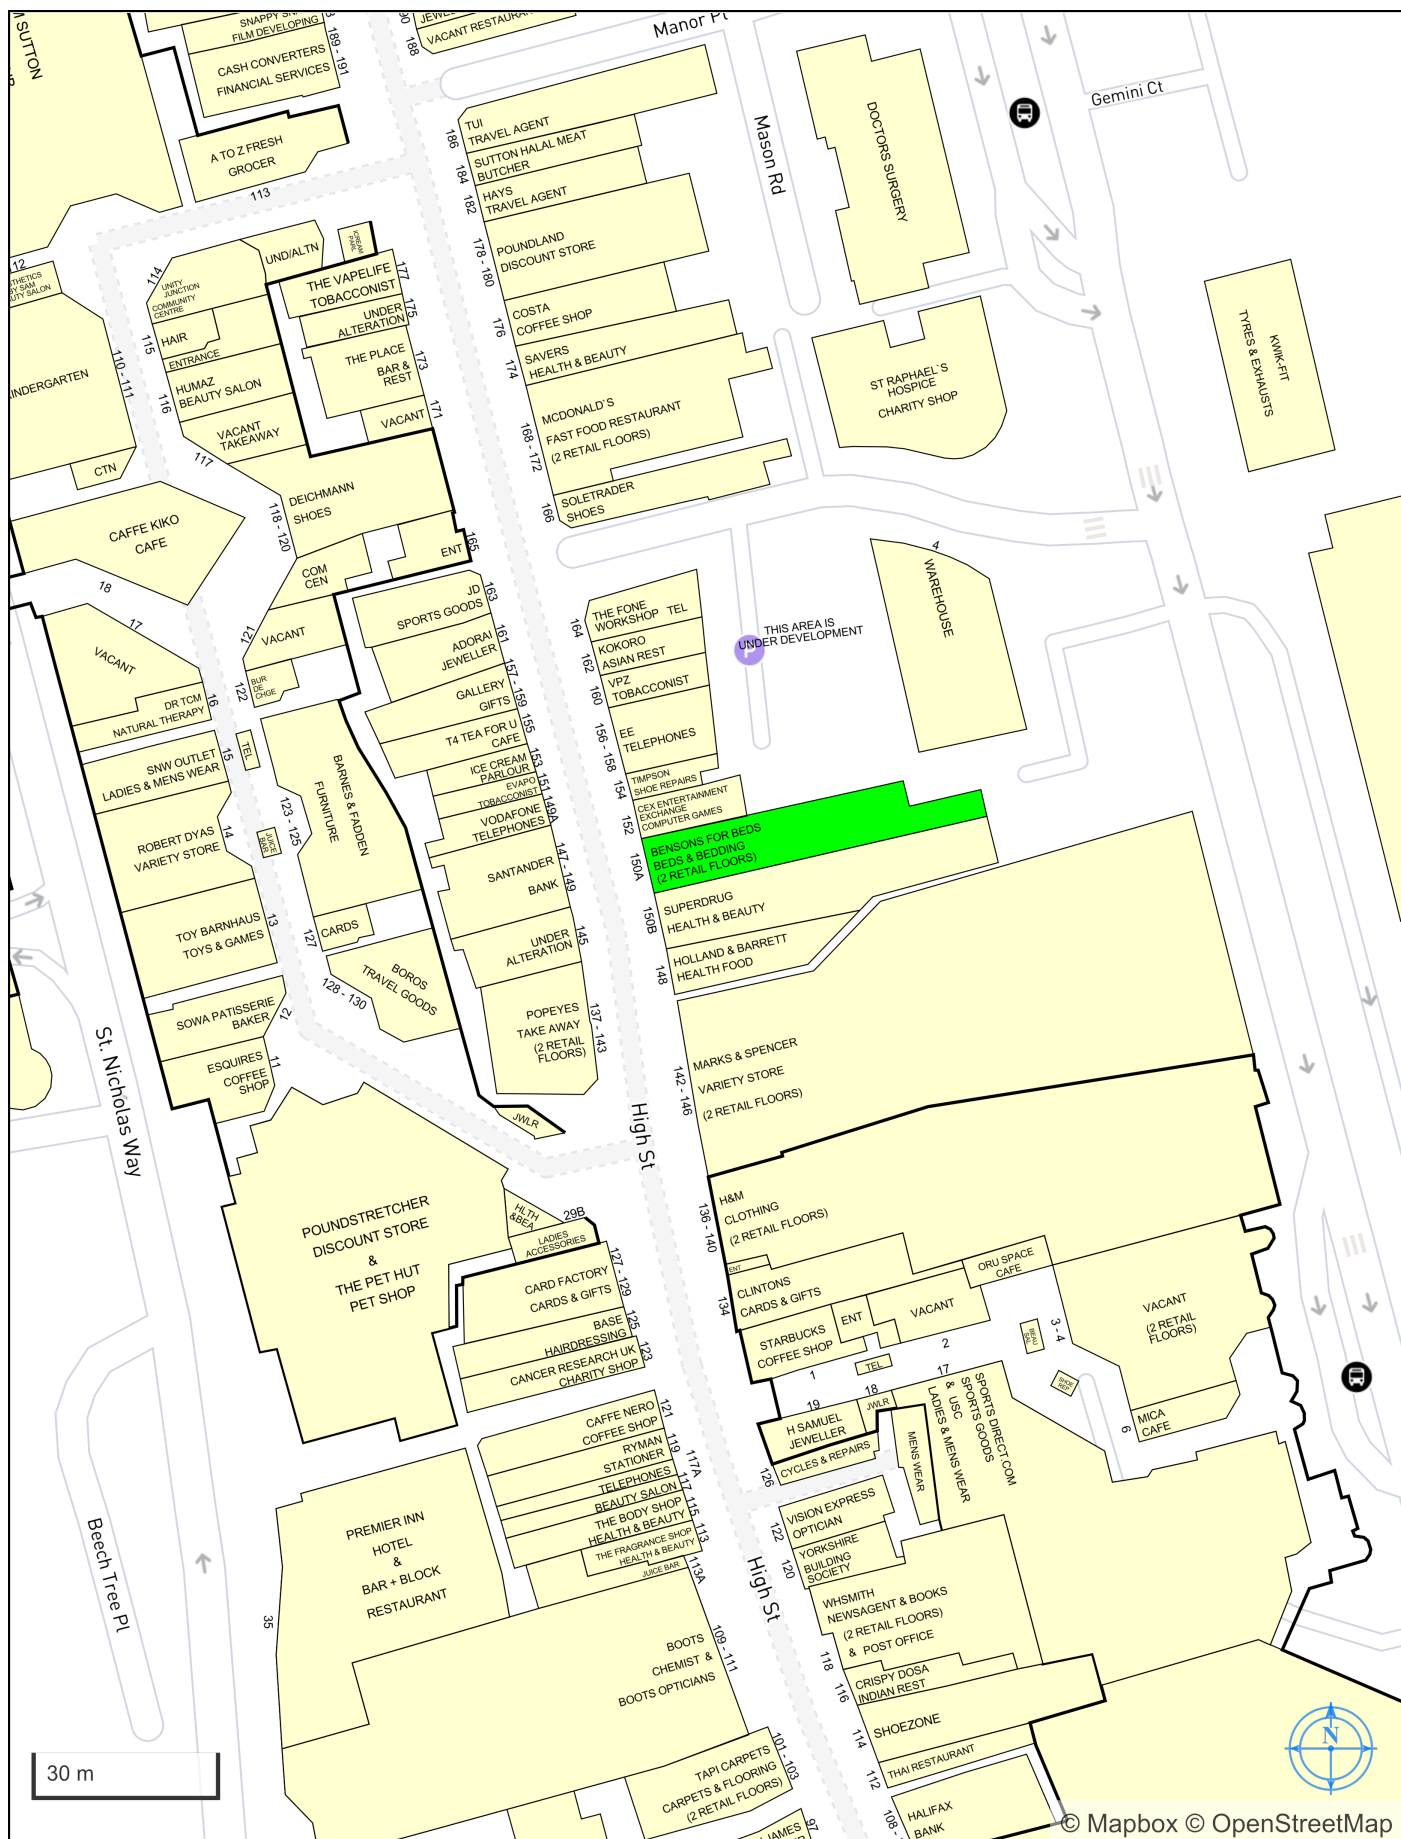 SUTTON
FILM DEVELOPING
189 - 191
CASH CONVERTERS
FINANCIAL SERVICES
188
VACANT RESTAURANT
Manor Pl
A TO Z FRESH
GROCER
113
TUI
TRAVEL AGENT
186
SUTTON HALAL MEAT
BUTCHER
184
HAYS
TRAVEL AGENT
182
POUNDLAND
DISCOUNT STORE
178 - 180
COSTA
COFFEE SHOP
176
SAVERS
HEALTH & BEAUTY
174
MCDONALD`S
FAST FOOD RESTAURANT
(2 RETAIL FLOORS)
168 - 172
SOLETRADER
SHOES
166
Mason Rd
DOCTORS SURGERY
Gemini Ct
ST RAPHAEL`S
HOSPICE
CHARITY SHOP
KWIK-FIT
TYRES & EXHAUSTS
112
BY SAM
114
UNITY
JUNCTION
COMMUNITY
CENTRE
UND/ALTN
ICREAM
PARL
THE VAPELIFE
TOBACCONIST
177
UNDER
ALTERATION
175
THE PLACE
BAR &
REST
173
VACANT
171
115
HAIR
ENTRANCE
HUMAZ
BEAUTY SALON
116
VACANT
TAKEAWAY
117
110 - 111
CTN
DEICHMANN
SHOES
118 - 120
CAFFE KIKO
CAFE
ENT
165
COM
CEN
18
17
VACANT
121
VACANT
122
BUR
DE
CHGE
DR TCM
NATURAL THERAPY
16
SNW OUTLET
LADIES & MENS WEAR
15
TEL
ROBERT DYAS
VARIETY STORE
14
JUICE
BAR
123 - 125
BARNES & FADDEN
FURNITURE
TOY BARNHAUS
TOYS & GAMES
13
CARDS
127
BOROS
TRAVEL GOODS
128 - 130
SOWA PATISSERIE
BAKER
12
ESQUIRES
COFFEE
SHOP
11
JD
SPORTS GOODS
163
ADORAI
JEWELLER
161
GALLERY
GIFTS
157 - 159
T4 TEA FOR U
CAFE
155
ICE CREAM
PARLOUR
153
EVAPO
TOBACCONIST
151
VODAFONE
TELEPHONES
149A
SANTANDER
BANK
147 - 149
UNDER
ALTERATION
145
POPEYES
TAKE AWAY
(2 RETAIL
FLOORS)
137 - 143
JWLR
THE FONE
WORKSHOP TEL
164
KOKORO
ASIAN REST
162
VPZ
TOBACCONIST
160
EE
TELEPHONES
156 - 158
TIMPSON
SHOE REPAIRS
154
CEX ENTERTAINMENT
EXCHANGE
COMPUTER GAMES
152
BENSONS FOR BEDS
BEDS & BEDDING
(2 RETAIL FLOORS)
150A
SUPERDRUG
HEALTH & BEAUTY
150B
HOLLAND & BARRETT
HEALTH FOOD
148
THIS AREA IS
UNDER DEVELOPMENT
P
4
WAREHOUSE
MARKS & SPENCER
VARIETY STORE
(2 RETAIL FLOORS)
142 - 146
High St
St. Nicholas Way
H&M
CLOTHING
(2 RETAIL FLOORS)
136 - 140
ENT
CLINTONS
CARDS & GIFTS
134
STARBUCKS
COFFEE SHOP
ENT
VACANT
ORU SPACE
CAFE
TEL
1
2
3 - 4
BEAU
SAL
SHOE
REP
VACANT
(2 RETAIL
FLOORS)
MICA
CAFE
6
POUNDSTRETCHER
DISCOUNT STORE
&
THE PET HUT
PET SHOP
HLTH
&BEA
29B
LADIES
ACCESSORIES
CARD FACTORY
CARDS & GIFTS
127 - 129
BASE
HAIRDRESSING
125
CANCER RESEARCH UK
CHARITY SHOP
123
CAFFE NERO
COFFEE SHOP
121
RYMAN
STATIONER
119
TELEPHONES
117A
BEAUTY SALON
117
THE BODY SHOP
HEALTH & BEAUTY
115
THE FRAGRANCE SHOP
HEALTH & BEAUTY
113
JUICE BAR
113A
19
H SAMUEL
JEWELLER
18
JWLR
17
SPORTS DIRECT.COM
SPORTS GOODS
& USC
LADIES & MENS WEAR
MENS WEAR
CYCLES & REPAIRS
126
VISION EXPRESS
OPTICIAN
122
YORKSHIRE
BUILDING
SOCIETY
120
WHSMITH
NEWSAGENT & BOOKS
(2 RETAIL FLOORS)
& POST OFFICE
118
CRISPY DOSA
INDIAN REST
116
SHOEZONE
114
THAI RESTAURANT
112
HALIFAX
BANK
108 -
PREMIER INN
HOTEL
&
BAR + BLOCK
RESTAURANT
35
Beech Tree Pl
High St
BOOTS
CHEMIST &
BOOTS OPTICIANS
109 - 111
TAPI CARPETS
CARPETS & FLOORING
(2 RETAIL FLOORS)
101 - 103
97
N
30 m
© Mapbox © OpenStreetMap